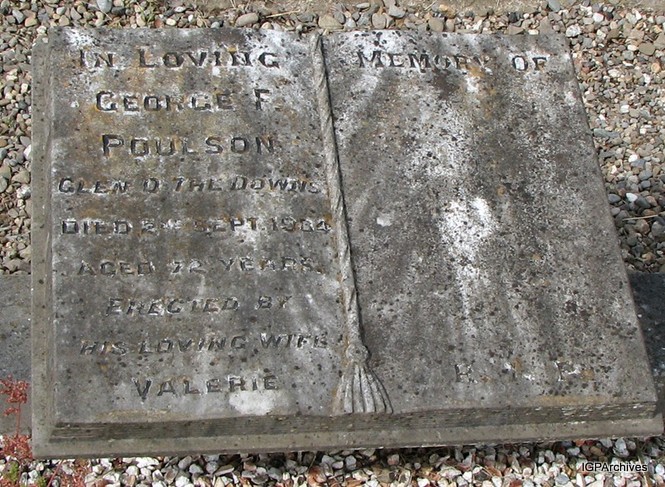 In Loving Memory Of
George F.
Poulson
Glen O The Downs
Died 2nd Sept. 1964
Aged 72 Years.
Erected By
His Loving Wife
Valerie
R. I. P.
IGPArchives